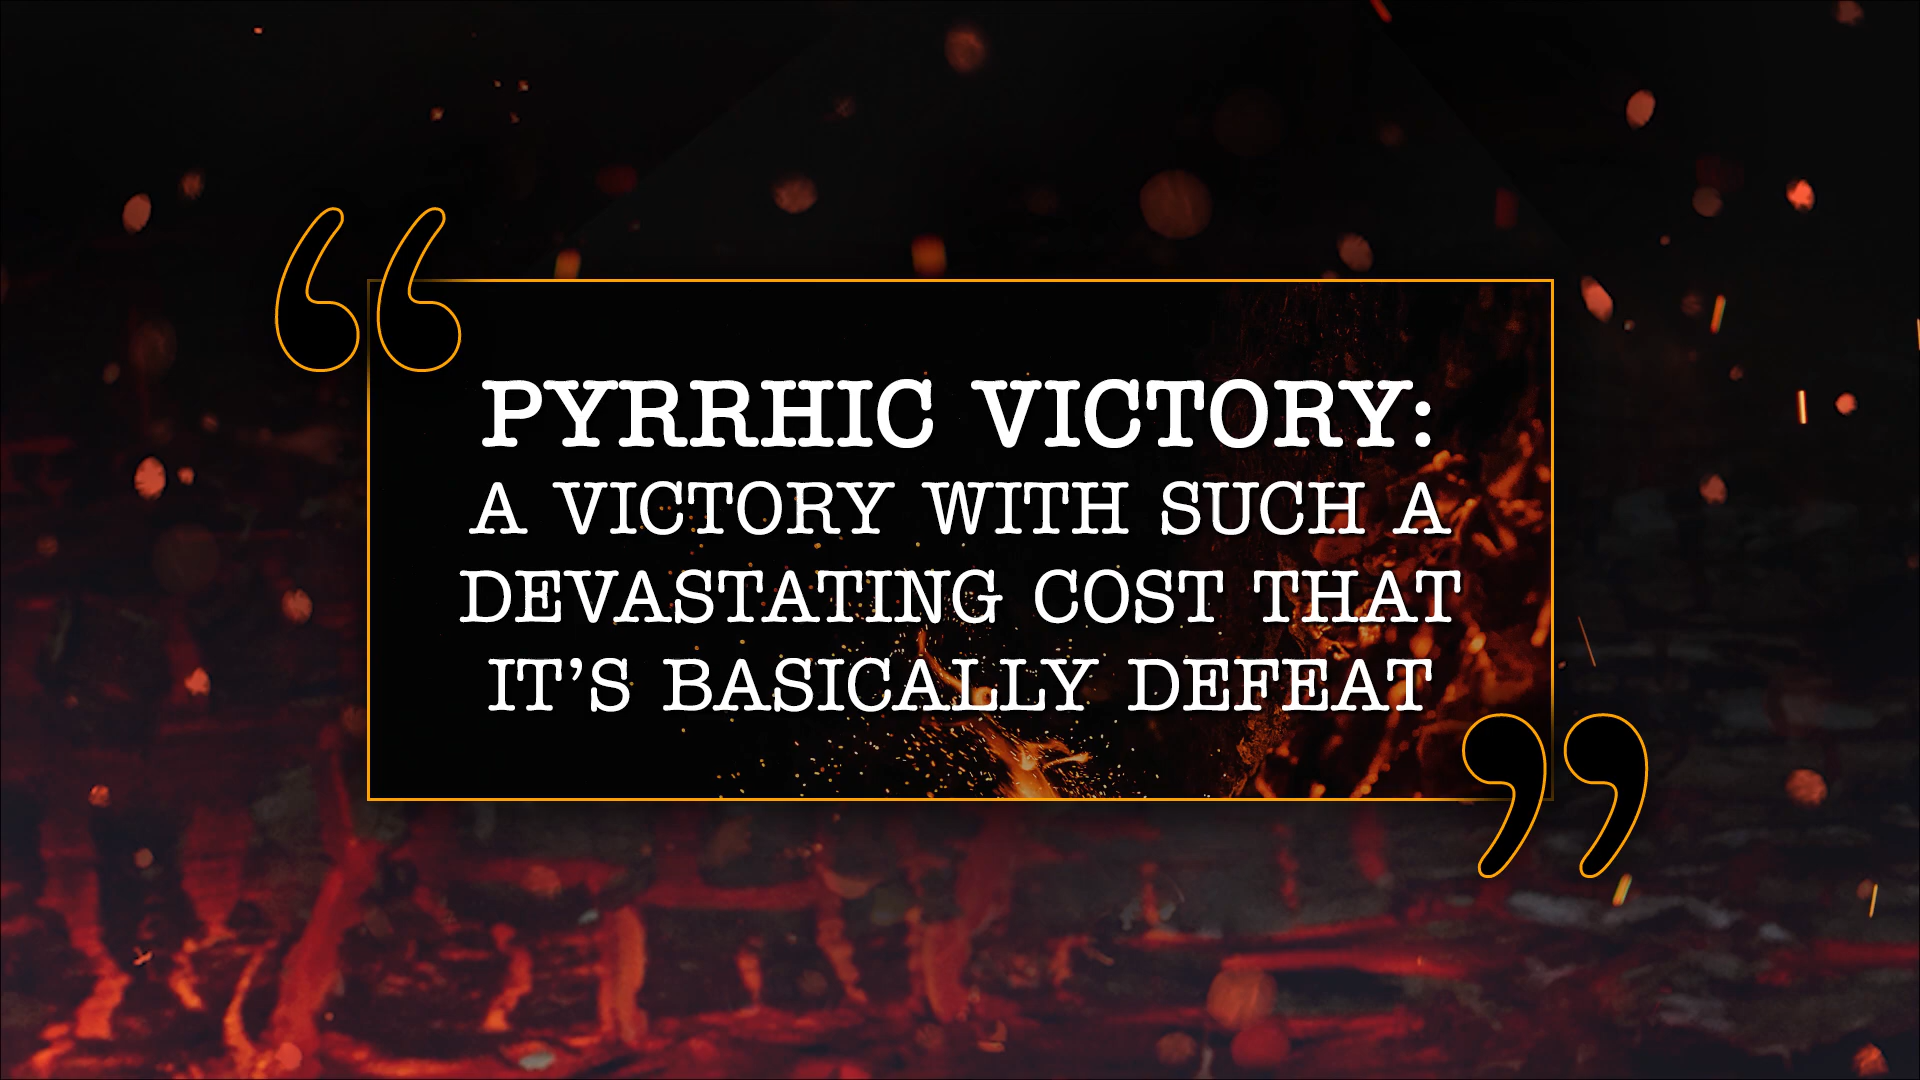 “
PYRRHIC VICTORY:
A VICTORY WITH SUCH A
DEVASTATING COST THAT
IT’S BASICALLY DEFEAT
”